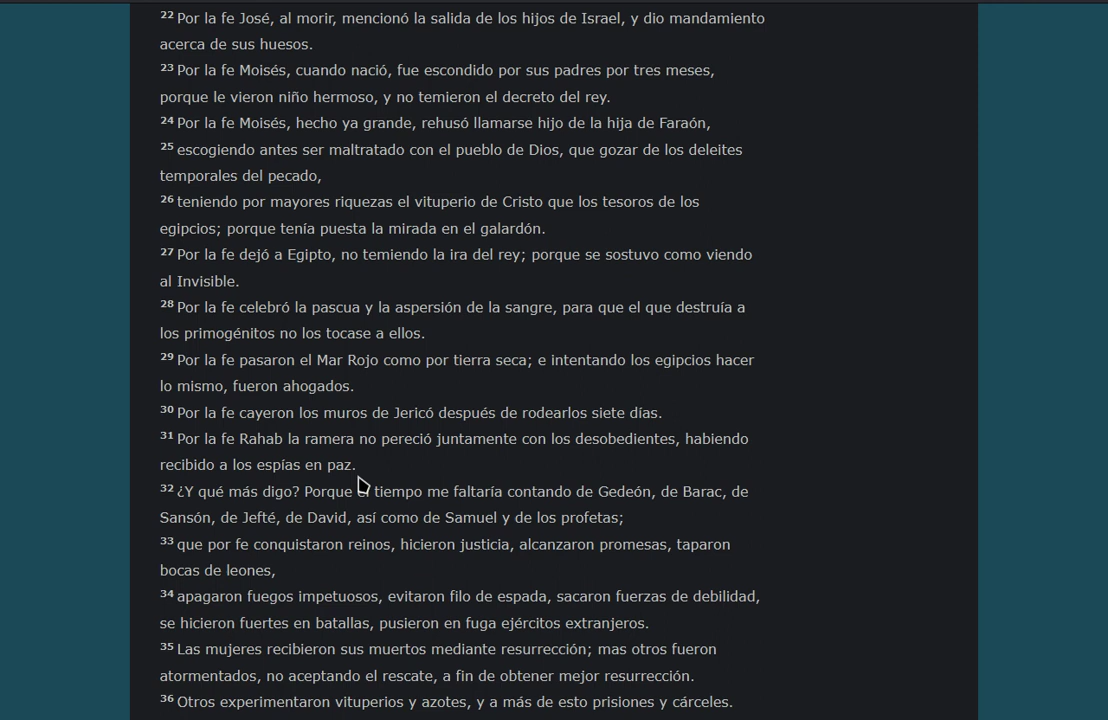 22 Por la fe José, al morir, mencionó la salida de los hijos de Israel, y dio mandamiento
acerca de sus huesos.
23 Por la fe Moisés, cuando nació, fue escondido por sus padres por tres meses,
porque le vieron niño hermoso, y no temieron el decreto del rey.
24 Por la fe Moisés, hecho ya grande, rehusó llamarse hijo de la hija de Faraón,
25 escogiendo antes ser maltratado con el pueblo de Dios, que gozar de los deleites
temporales del pecado,
26 teniendo por mayores riquezas el vituperio de Cristo que los tesoros de los
egipcios; porque tenía puesta la mirada en el galardón.
27 Por la fe dejó a Egipto, no temiendo la ira del rey; porque se sostuvo como viendo
al Invisible.
28 Por la fe celebró la pascua y la aspersión de la sangre, para que el que destruía a
los primogénitos no los tocase a ellos.
29 Por la fe pasaron el Mar Rojo como por tierra seca; e intentando los egipcios hacer
lo mismo, fueron ahogados.
30 Por la fe cayeron los muros de Jericó después de rodearlos siete días.
31 Por la fe Rahab la ramera no pereció juntamente con los desobedientes, habiendo
recibido a los espías en paz.
32 ¿Y qué más digo? Porque el tiempo me faltaría contando de Gedeón, de Barac, de
Sansón, de Jefté, de David, así como de Samuel y de los profetas;
33 que por fe conquistaron reinos, hicieron justicia, alcanzaron promesas, taparon
bocas de leones,
34 apagaron fuegos impetuosos, evitaron filo de espada, sacaron fuerzas de debilidad,
se hicieron fuertes en batallas, pusieron en fuga ejércitos extranjeros.
35 Las mujeres recibieron sus muertos mediante resurrección; mas otros fueron
atormentados, no aceptando el rescate, a fin de obtener mejor resurrección.
36 Otros experimentaron vituperios y azotes, y a más de esto prisiones y cárceles.